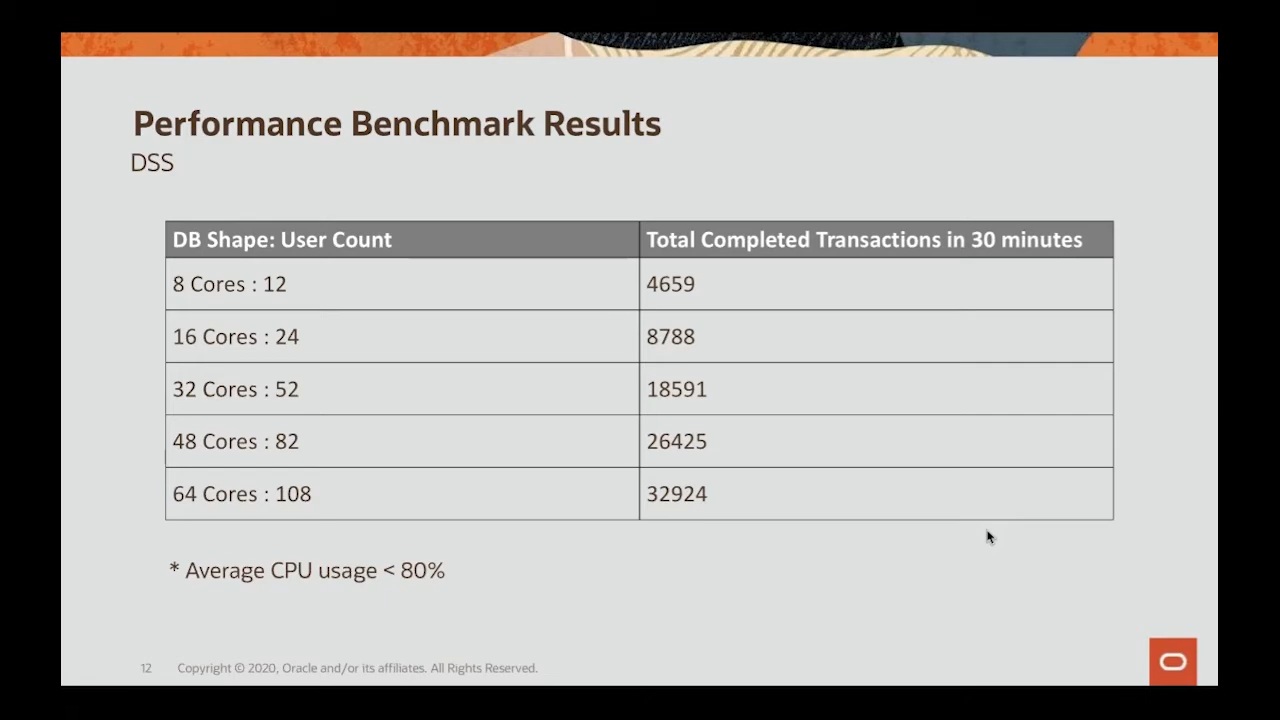 Performance Benchmark Results
DSS
DB Shape: User Count
Total Completed Transactions in 30 minutes
8 Cores : 12
4659
16 Cores : 24
8788
32 Cores : 52
18591
48 Cores : 82
26425
64 Cores : 108
32924
* Average CPU usage < 80%
12
Copyright © 2020, Oracle and/or its affiliates. All Rights Reserved.